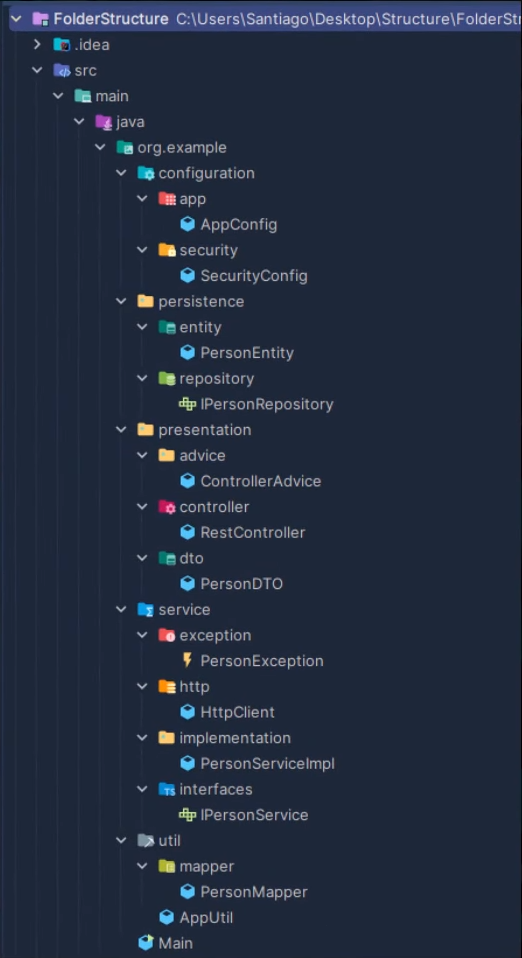 FolderStructure C:\Users\Santiago\Desktop\Structure\FolderStr
.idea
src
main
java
org.example
configuration
app
AppConfig
security
SecurityConfig
persistence
entity
PersonEntity
repository
IPersonRepository
presentation
advice
ControllerAdvice
controller
RestController
dto
PersonDTO
service
exception
PersonException
http
HttpClient
implementation
PersonServiceImpl
TS interfaces
IPersonService
util
mapper
PersonMapper
AppUtil
Main